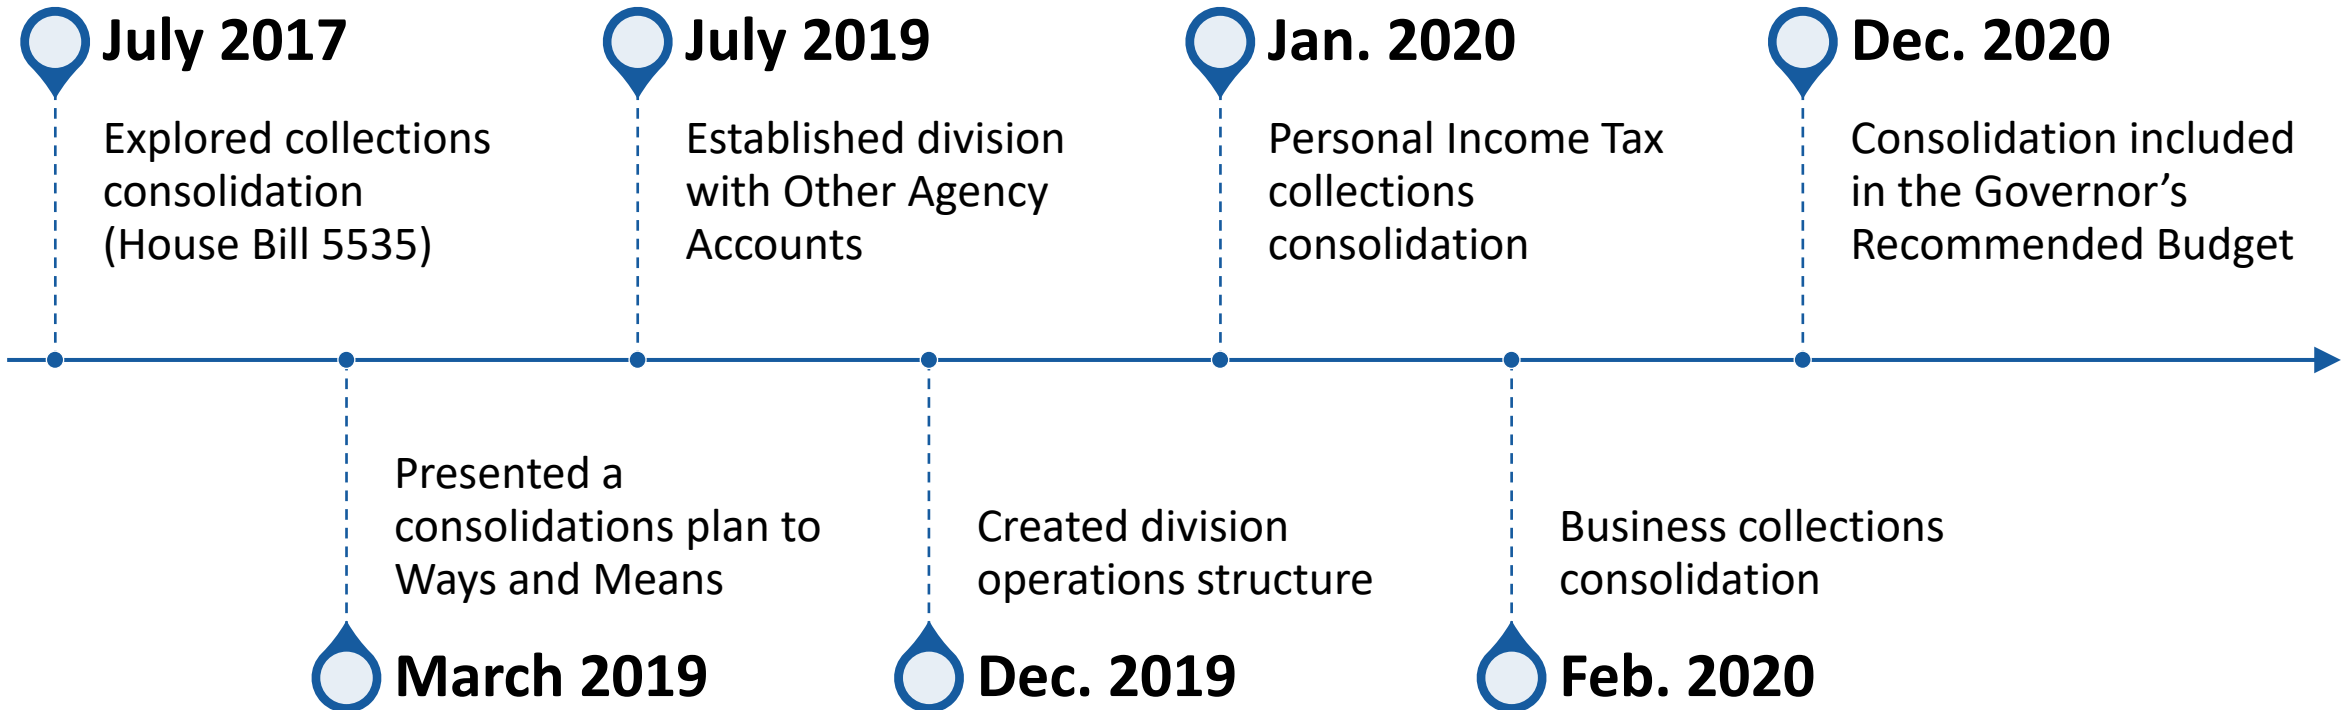 July 2017
Explored collections
consolidation
(House Bill 5535)
July 2019
Established division
with Other Agency
Accounts
Jan. 2020
Personal Income Tax
collections
consolidation
Dec. 2020
Consolidation included
in the Governor’s
Recommended Budget
Presented a
consolidations plan to
Ways and Means
March 2019
Created division
operations structure
Dec. 2019
Business collections
consolidation
Feb. 2020